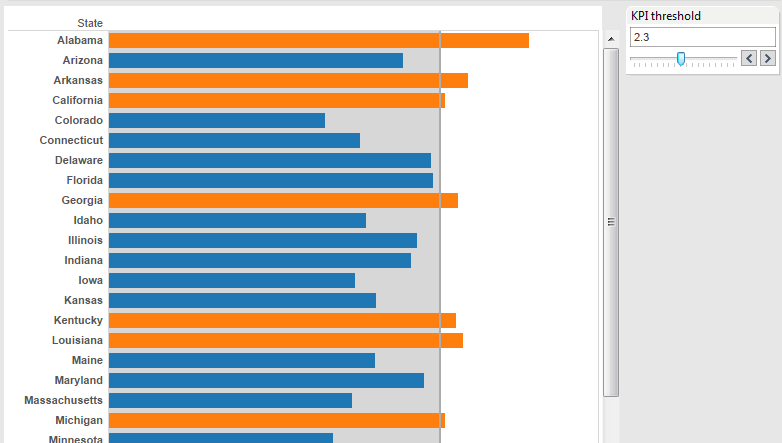 State
Alabama
Arizona
Arkansas
California
Colorado
Connecticut
Delaware
Florida
Georgia
Idaho
Illinois
Indiana
Iowa
Kansas
Kentucky
Louisiana
Maine
Maryland
Massachusetts
Michigan
Minnesota
KPI threshold
2.3